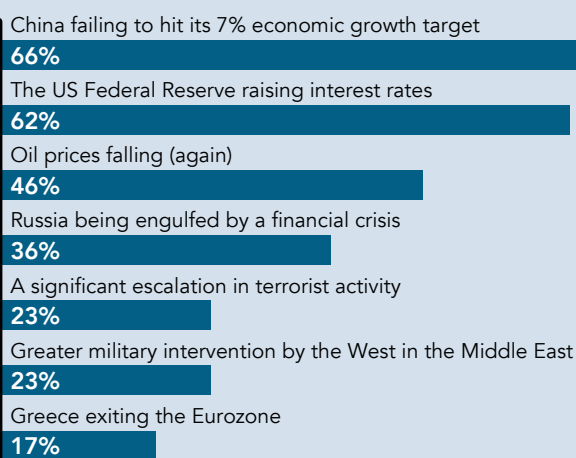 China failing to hit its 7% economic growth target
66%
The US Federal Reserve raising interest rates
62%
Oil prices falling (again)
46%
Russia being engulfed by a financial crisis
36%
A significant escalation in terrorist activity
23%
Greater military intervention by the West in the Middle East
23%
Greece exiting the Eurozone
17%